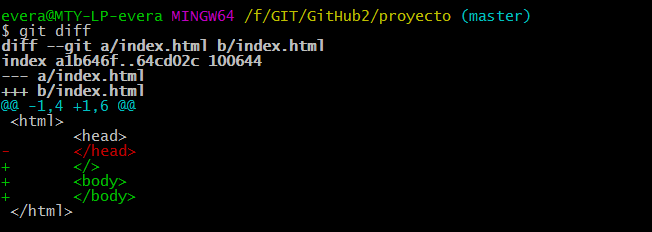 evera@MTY-LP-evera MINGW64 /f/GIT/GitHub2/proyecto (master)
$ git diff
diff --git a/index.html b/index.html
index a1b646f..64cd02c 100644
--- a/index.html
+++ b/index.html
@@ -1,4 +1,6 @@
 <html>
        <head>
-       </head>
+       </>
+       <body>
+       </body>
 </html>